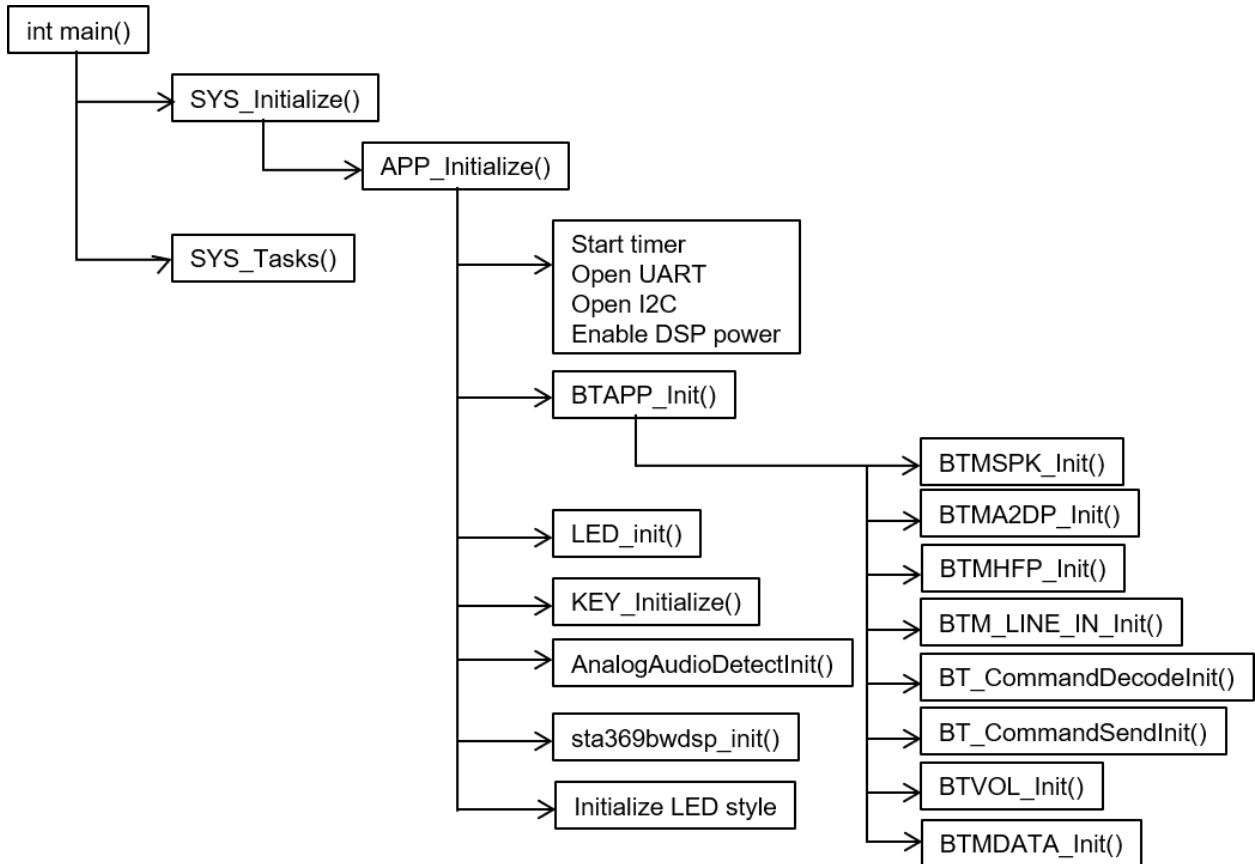 int main()
SYS_Initialize()
APP_Initialize()
SYS_Tasks()
Start timer
Open UART
Open I2C
Enable DSP power
BTAPP_Init()
BTMSPK_Init()
BTMA2DP_Init()
LED_init()
BTMHFP_Init()
KEY_Initialize()
BTM_LINE_IN_Init()
AnalogAudioDetectInit()
BT_CommandDecodeInit()
sta369bwdsp_init()
BT_CommandSendInit()
BTVOL_Init()
Initialize LED style
BTMDATA_Init()